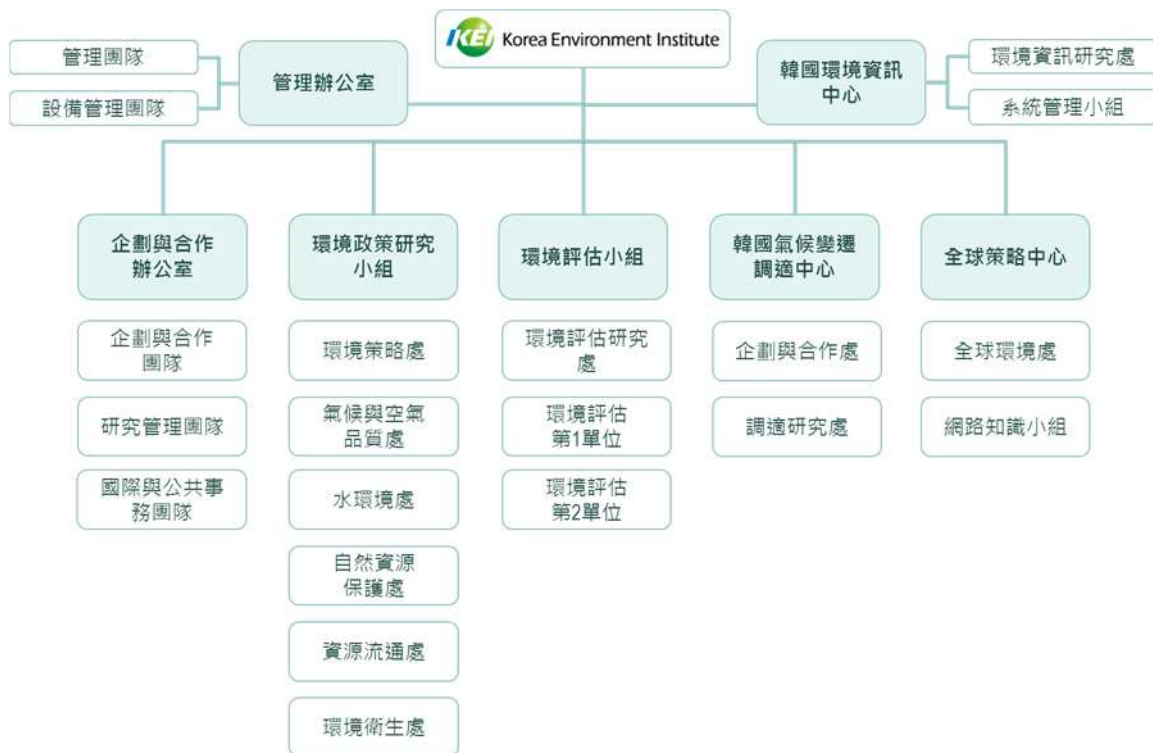 KEI Korea Environment Institute
管理團隊
設備管理團隊
管理辦公室
韓國環境資訊
中心
環境資訊研究處
系統管理小組
企劃與合作
辦公室
環境政策研究
小組
環境評估小組
韓國氣候變遷
調適中心
全球策略中心
企劃與合作
團隊
研究管理團隊
國際與公共事
務團隊
環境策略處
氣候與空氣
品質處
水環境處
自然資源
保護處
資源流通處
環境衛生處
環境評估研究
處
環境評估
第1單位
環境評估
第2單位
企劃與合作處
調適研究處
全球環境處
網路知識小組